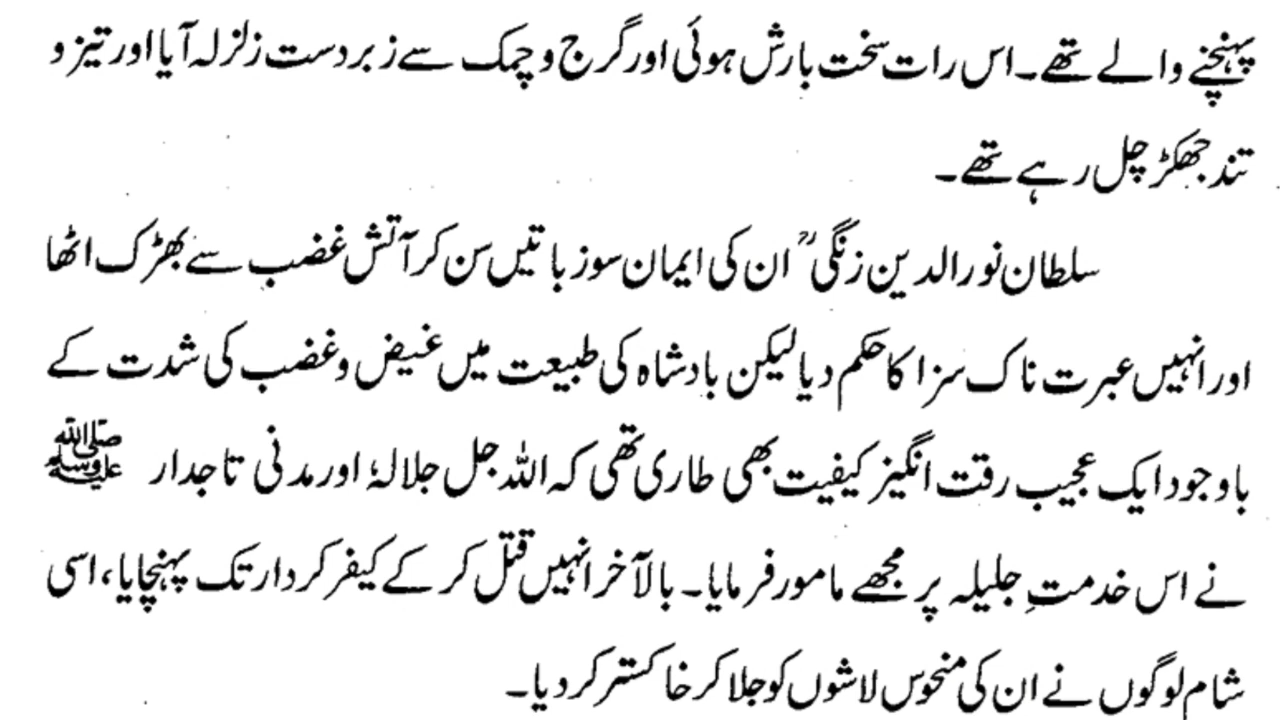 پہنچنے والے تھے۔ اس رات سخت بارش ہوئی اور گرج و چمک سے زبردست زلزلہ آیا اور تیز و
تند جھکڑ چل رہے تھے۔
سلطان نور الدین زنگیؒ ان کی ایمان سوز باتیں سن کر آتش غضب سے بھڑک اٹھا
اور انہیں عبرت ناک سزا کا حکم دیا لیکن بادشاہ کی طبیعت میں غیض و غضب کی شدت کے
باوجود ایک عجیب رقت انگیز کیفیت بھی طاری تھی کہ اللہ جل جلالہٗ اور مدنی تاجدار ﷺ
نے اس خدمتِ جلیلہ پر مجھے مامور فرمایا۔ بالآخر انہیں قتل کر کے کیفر کردار تک پہنچایا، اسی
شام لوگوں نے ان کی منحوس لاشوں کو جلا کر خاکستر کر دیا۔